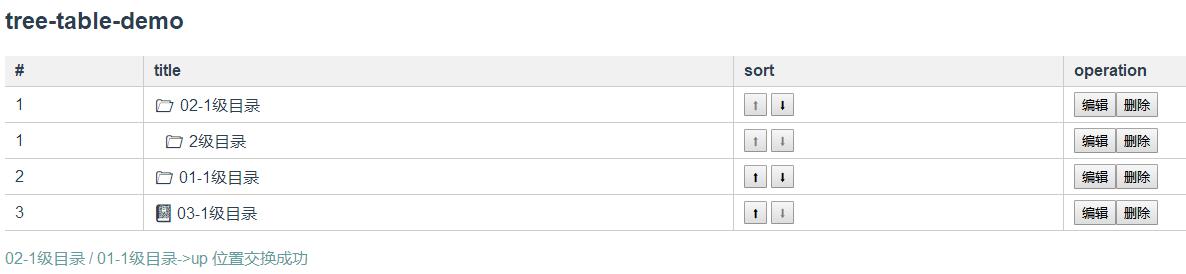 tree-table-demo
# title sort operation
1 02-1级目录 ⬆ ⬇ 编辑 删除
1 2级目录 ⬆ ⬇ 编辑 删除
2 01-1级目录 ⬆ ⬇ 编辑 删除
3 03-1级目录 ⬆ ⬇ 编辑 删除
02-1级目录 / 01-1级目录->up 位置交换成功